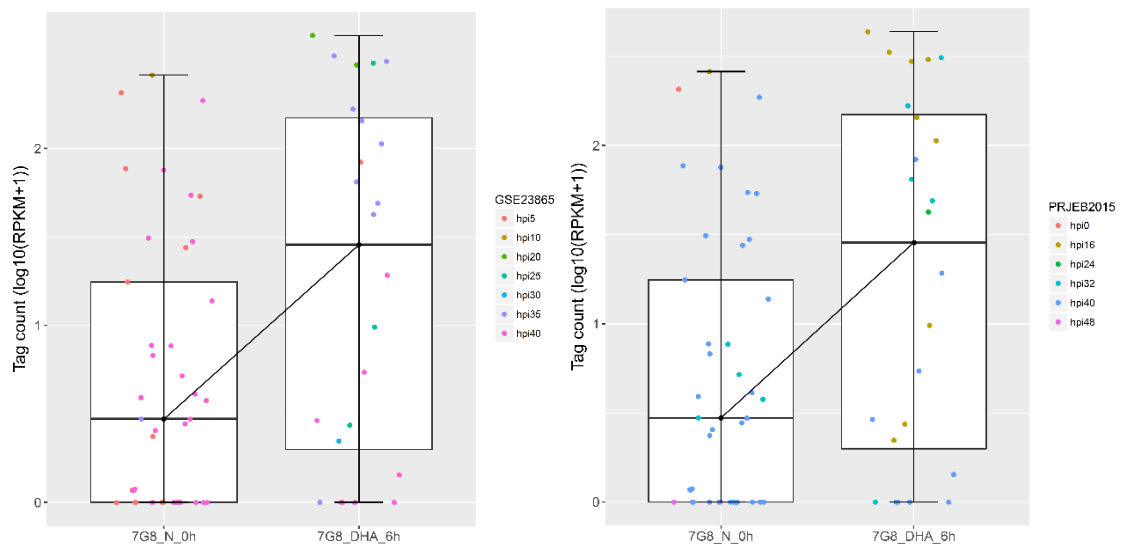 Tag count (log10(RPKM+1))
2
1
0
7G8_N_0h
7G8_DHA_6h
GSE23865
hpi5
hpi10
hpi20
hpi25
hpi30
hpi35
hpi40
Tag count (log10(RPKM+1))
2
1
0
7G8_N_0h
7G8_DHA_6h
PRJEB2015
hpi0
hpi16
hpi24
hpi32
hpi40
hpi48